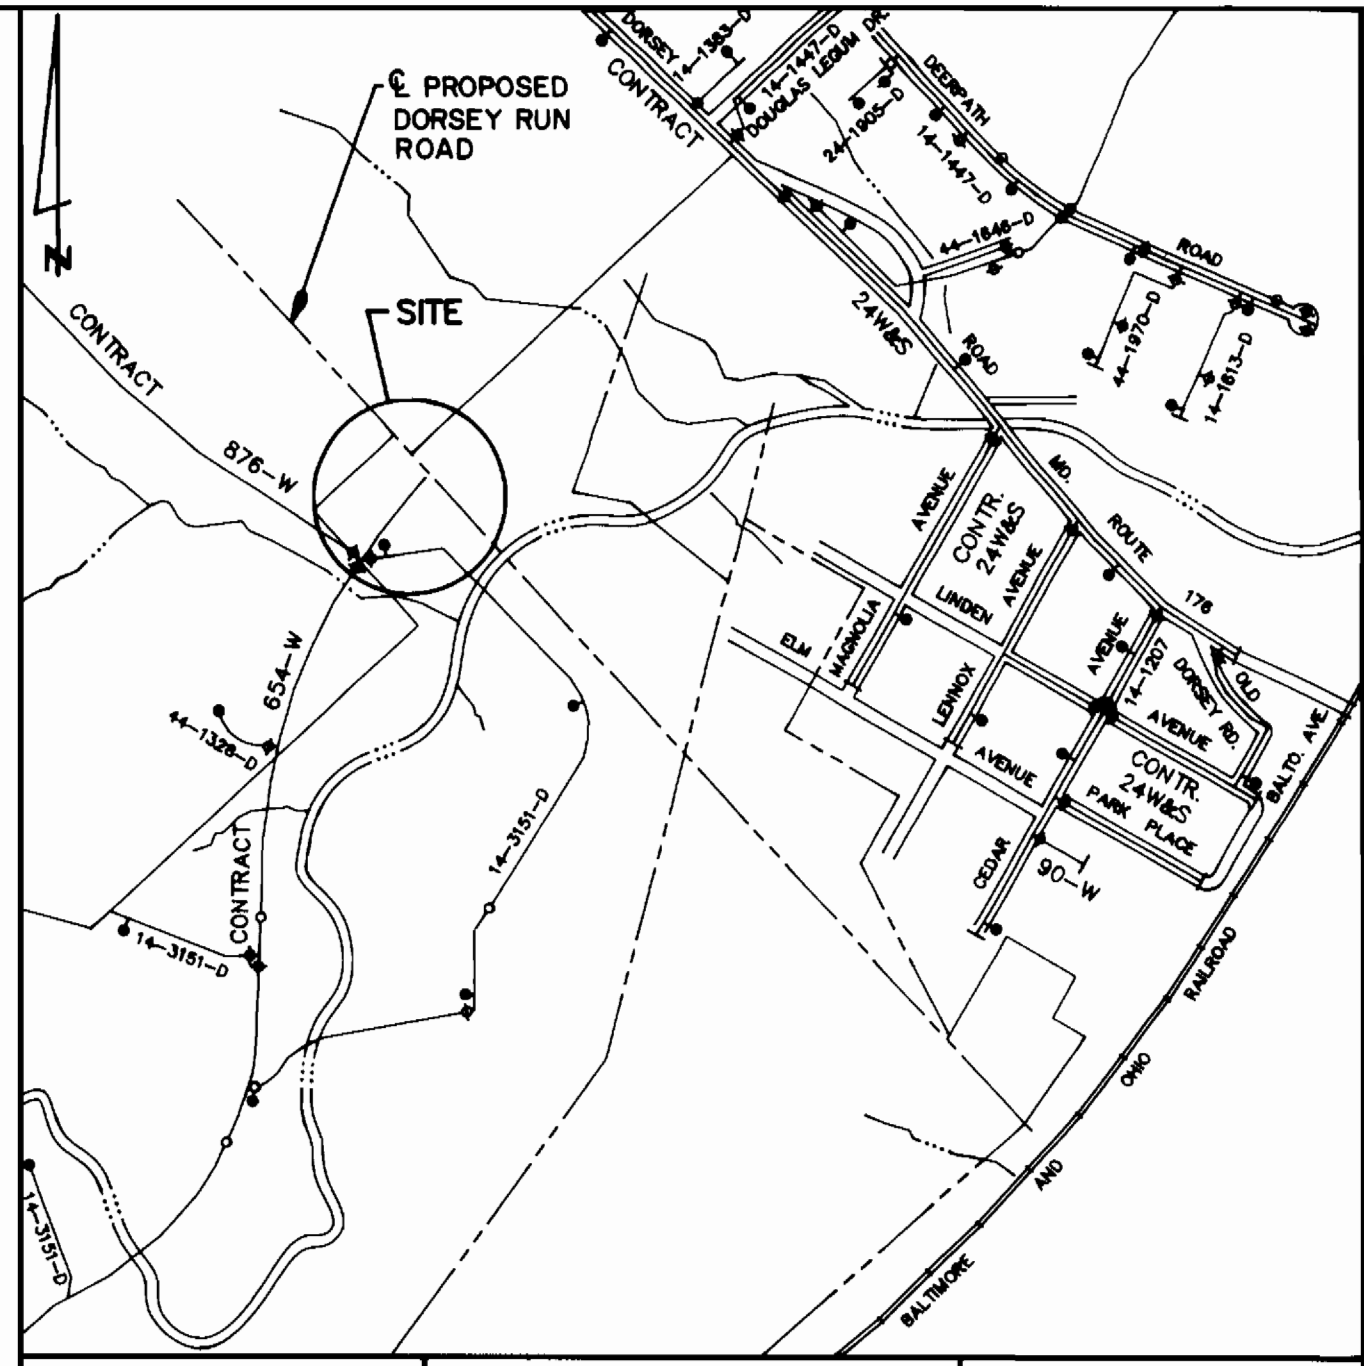 ℄ PROPOSED
DORSEY RUN
ROAD
SITE
N
DORSEY
CONTRACT
14-1383-D
14-1447-D
DOUGLAS LEGUM DR.
24-1905-D
DEERPATH
14-1447-D
44-1646-D
ROAD
44-1970-D
14-1613-D
24W&S
ROAD
CONTRACT
876-W
MD.
ROUTE
176
AVENUE
CONTR.
24W&S
AVENUE
LINDEN
MAGNOLIA
ELM
LENNOX
AVENUE
AVENUE
14-1207
DORSEY RD.
OLD
AVENUE
CONTR.
24W&S
PARK PLACE
CEDAR
90-W
BALTO. AVE.
654-W
44-1326-D
CONTRACT
14-3151-D
14-3151-D
14-3151-D
BALTIMORE
AND
OHIO
RAILROAD